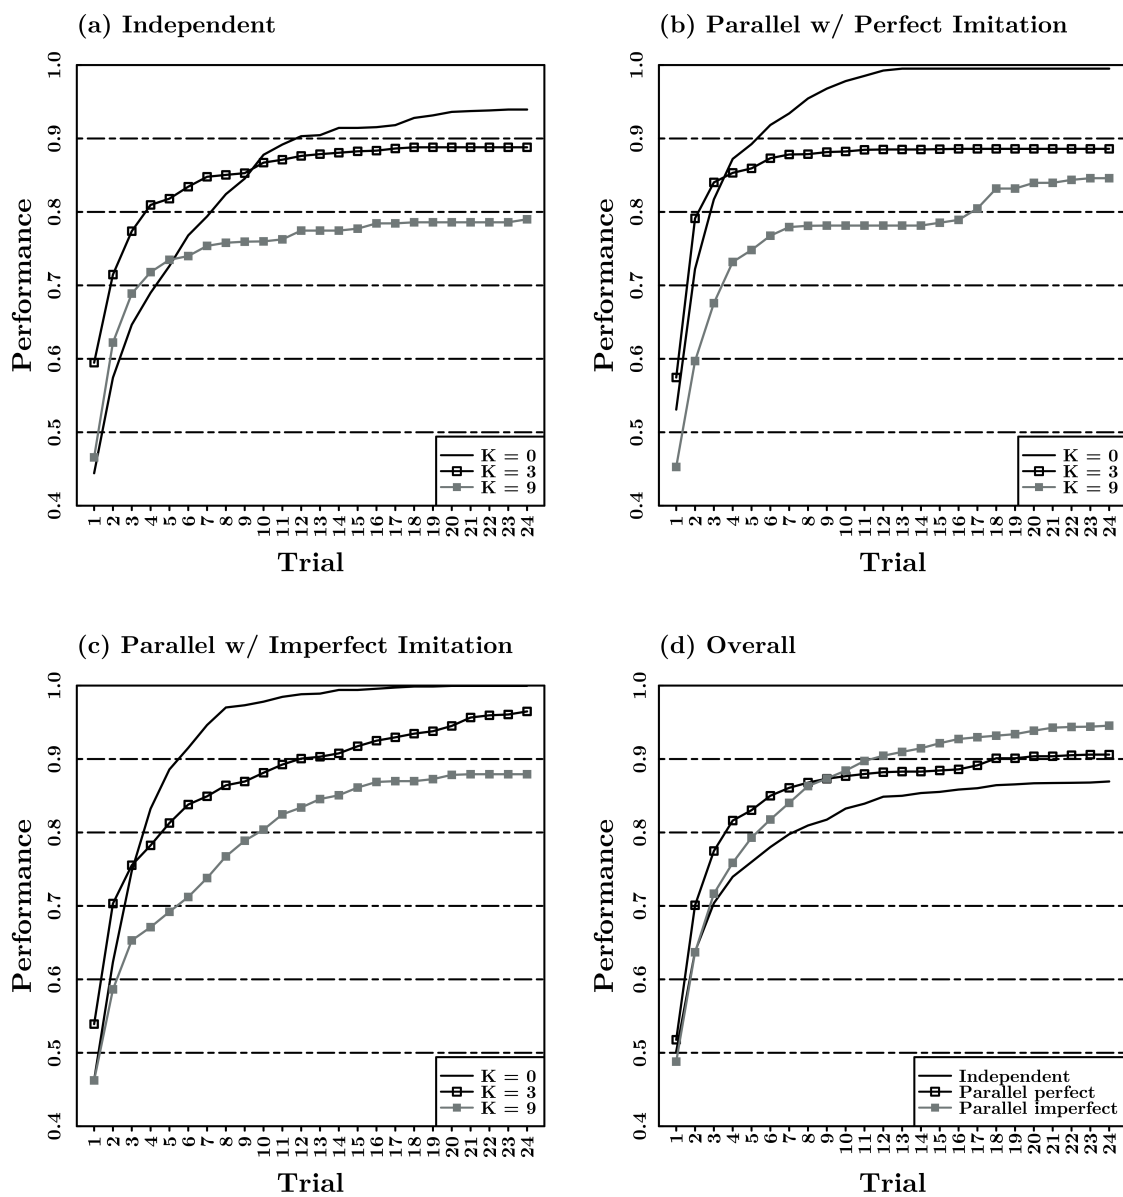 (a) Independent
Performance
1.0
0.9
0.8
0.7
0.6
0.5
0.4
K = 0
K = 3
K = 9
1 2 3 4 5 6 7 8 9 10 11 12 13 14 15 16 17 18 19 20 21 22 23 24
Trial
(b) Parallel w/ Perfect Imitation
Performance
1.0
0.9
0.8
0.7
0.6
0.5
0.4
K = 0
K = 3
K = 9
1 2 3 4 5 6 7 8 9 10 11 12 13 14 15 16 17 18 19 20 21 22 23 24
Trial
(c) Parallel w/ Imperfect Imitation
Performance
1.0
0.9
0.8
0.7
0.6
0.5
0.4
K = 0
K = 3
K = 9
1 2 3 4 5 6 7 8 9 10 11 12 13 14 15 16 17 18 19 20 21 22 23 24
Trial
(d) Overall
Performance
1.0
0.9
0.8
0.7
0.6
0.5
0.4
Independent
Parallel perfect
Parallel imperfect
1 2 3 4 5 6 7 8 9 10 11 12 13 14 15 16 17 18 19 20 21 22 23 24
Trial